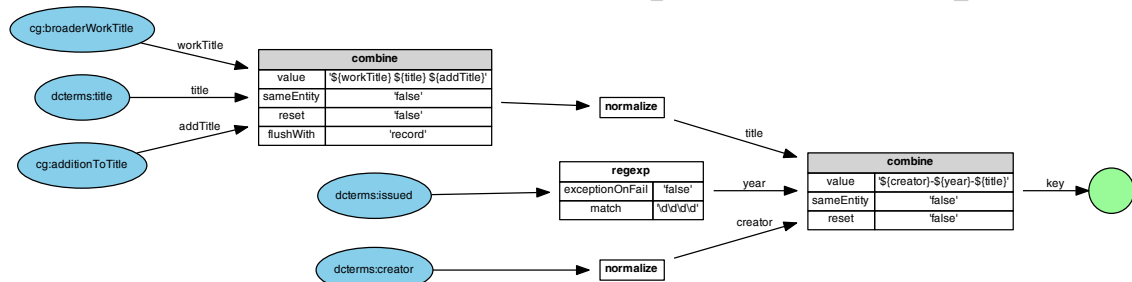 cg:broaderWorkTitle
workTitle
dcterms:title
title
cg:additionToTitle
addTitle
combine
value '${workTitle} ${title} ${addTitle}'
sameEntity 'false'
reset 'false'
flushWith 'record'
normalize
title
dcterms:issued
regexp
exceptionOnFail 'false'
match '\d\d\d\d'
year
dcterms:creator
normalize
creator
combine
value '${creator}-${year}-${title}'
sameEntity 'false'
reset 'false'
key